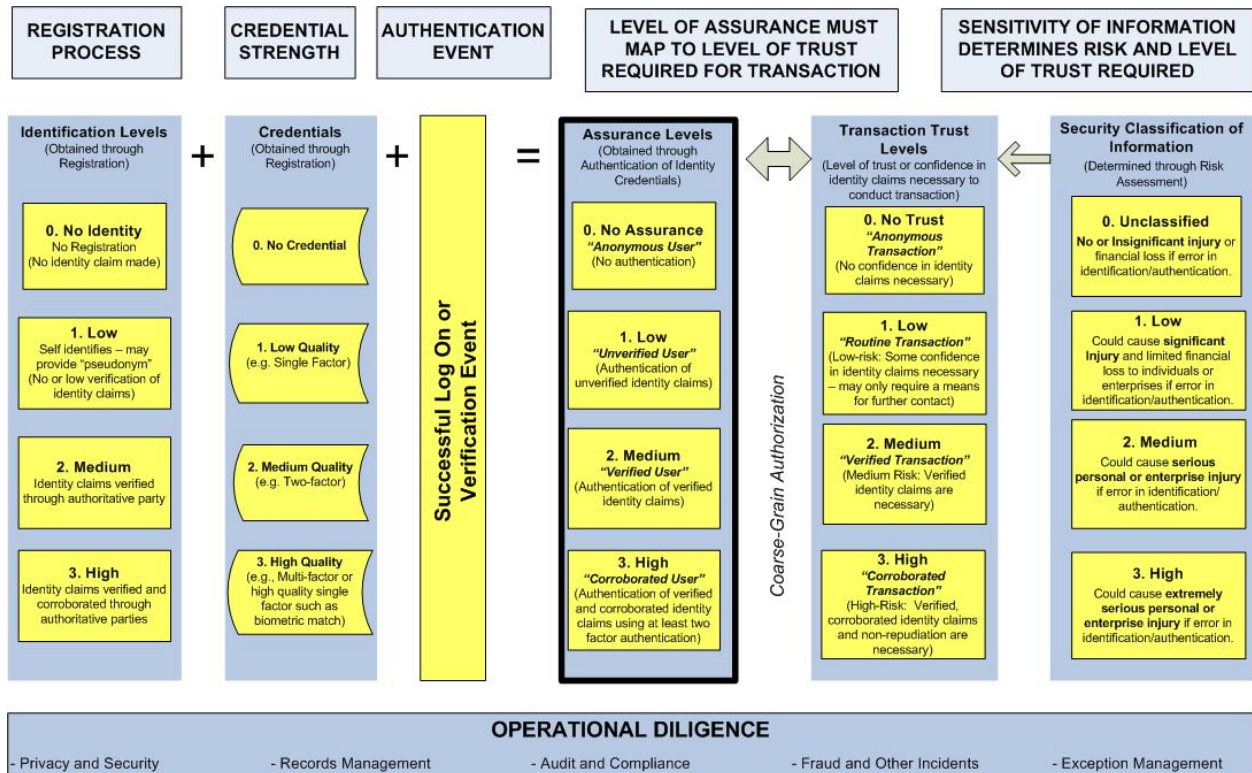 REGISTRATION
PROCESS
CREDENTIAL
STRENGTH
AUTHENTICATION
EVENT
LEVEL OF ASSURANCE MUST
MAP TO LEVEL OF TRUST
REQUIRED FOR TRANSACTION
SENSITIVITY OF INFORMATION
DETERMINES RISK AND LEVEL
OF TRUST REQUIRED
Identification Levels
(Obtained through
Registration)
0. No Identity
No Registration
(No identity claim made)
1. Low
Self identifies – may
provide “pseudonym”
(No or low verification of
identity claims)
2. Medium
Identity claims verified
through authoritative party
3. High
Identity claims verified and
corroborated through
authoritative parties
+
Credentials
(Obtained through
Registration)
0. No Credential
1. Low Quality
(e.g. Single Factor)
2. Medium Quality
(e.g. Two-factor)
3. High Quality
(e.g., Multi-factor or
high quality single
factor such as
biometric match)
+
Successful Log On or
Verification Event
=
Assurance Levels
(Obtained through
Authentication of Identity
Credentials)
0. No Assurance
“Anonymous User”
(No authentication)
1. Low
“Unverified User”
(Authentication of
unverified identity claims)
2. Medium
“Verified User”
(Authentication of verified
identity claims)
3. High
“Corroborated User”
(Authentication of verified
and corroborated identity
claims using at least two
factor authentication)
Coarse-Grain Authorization
Transaction Trust
Levels
(Level of trust or confidence in
identity claims necessary to
conduct transaction)
0. No Trust
“Anonymous
Transaction”
(No confidence in identity
claims necessary)
1. Low
“Routine Transaction”
(Low-risk: Some confidence
in identity claims necessary
– may only require a means
for further contact)
2. Medium
“Verified Transaction”
(Medium Risk: Verified
identity claims are
necessary)
3. High
“Corroborated
Transaction”
(High-Risk: Verified,
corroborated identity claims
and non-repudiation are
necessary)
Security Classification of
Information
(Determined through Risk
Assessment)
0. Unclassified
No or Insignificant injury or
financial loss if error in
identification/authentication.
1. Low
Could cause significant
Injury and limited financial
loss to individuals or
enterprises if error in
identification/authentication.
2. Medium
Could cause serious
personal or enterprise injury
if error in identification/
authentication.
3. High
Could cause extremely
serious personal or
enterprise injury if error in
identification/authentication.
OPERATIONAL DILIGENCE
- Privacy and Security
- Records Management
- Audit and Compliance
- Fraud and Other Incidents
- Exception Management